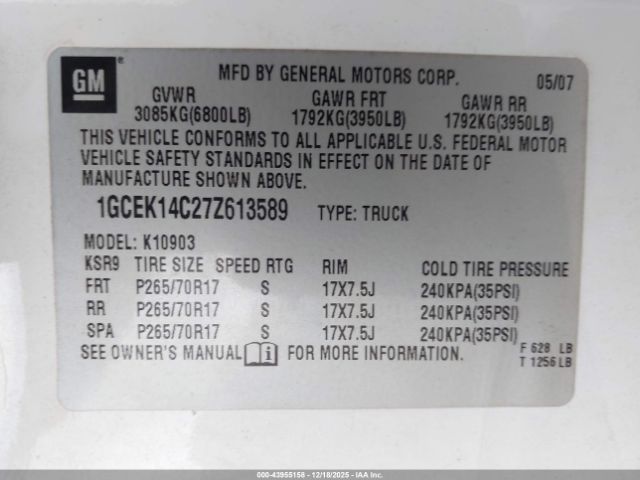 GM
MFD BY GENERAL MOTORS CORP. 05/07
GVWR GAWR FRT GAWR RR
3085KG(6800LB) 1792KG(3950LB) 1792KG(3950LB)
THIS VEHICLE CONFORMS TO ALL APPLICABLE U.S. FEDERAL MOTOR
VEHICLE SAFETY STANDARDS IN EFFECT ON THE DATE OF
MANUFACTURE SHOWN ABOVE.
1GCEK14C27Z613589 TYPE: TRUCK
MODEL: K10903
KSR9 TIRE SIZE SPEED RTG RIM COLD TIRE PRESSURE
FRT P265/70R17 S 17X7.5J 240KPA(35PSI)
RR P265/70R17 S 17X7.5J 240KPA(35PSI)
SPA P265/70R17 S 17X7.5J 240KPA(35PSI)
SEE OWNER'S MANUAL i FOR MORE INFORMATION.
F 628 LB
T 1256 LB
000-43955158 - 12/18/2025 - IAAI.CA